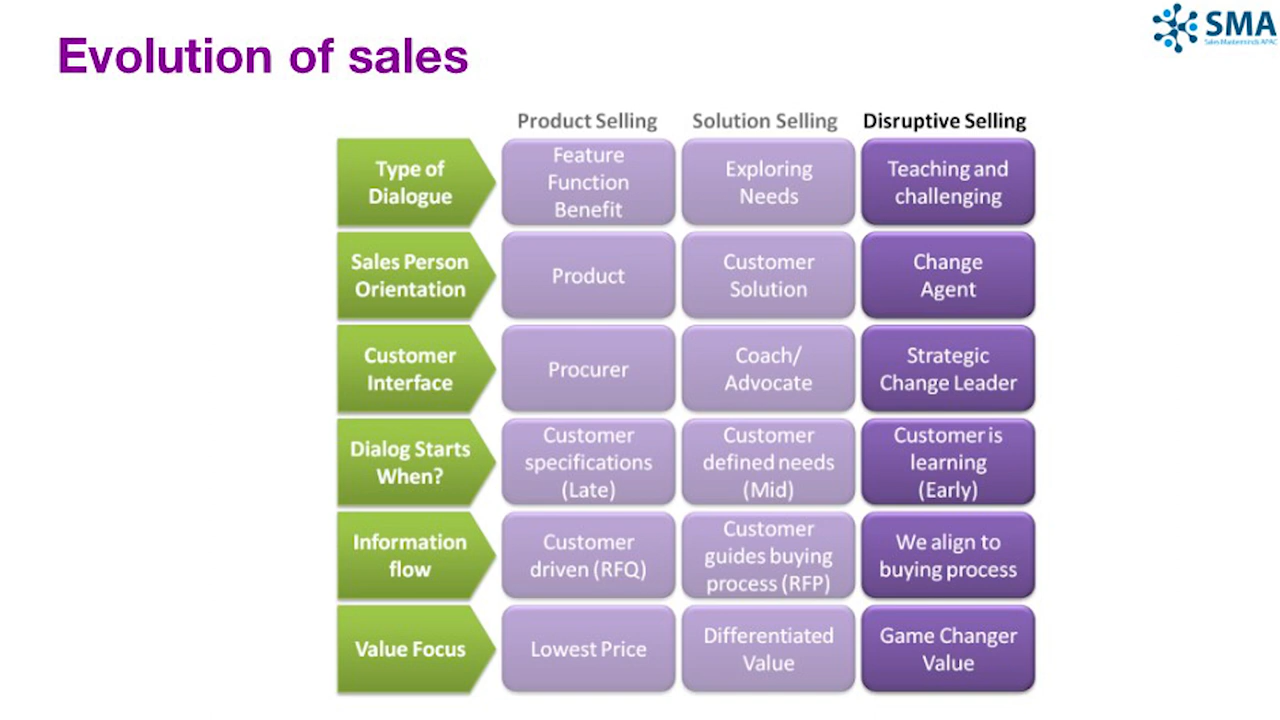 Evolution of sales
SMA
Sales Masterminds APAC
Product Selling
Solution Selling
Disruptive Selling
Type of
Dialogue
Feature
Function
Benefit
Exploring
Needs
Teaching and
challenging
Sales Person
Orientation
Product
Customer
Solution
Change
Agent
Customer
Interface
Procurer
Coach/
Advocate
Strategic
Change Leader
Dialog Starts
When?
Customer
specifications
(Late)
Customer
defined needs
(Mid)
Customer is
learning
(Early)
Information
flow
Customer
driven (RFQ)
Customer
guides buying
process (RFP)
We align to
buying process
Value Focus
Lowest Price
Differentiated
Value
Game Changer
Value